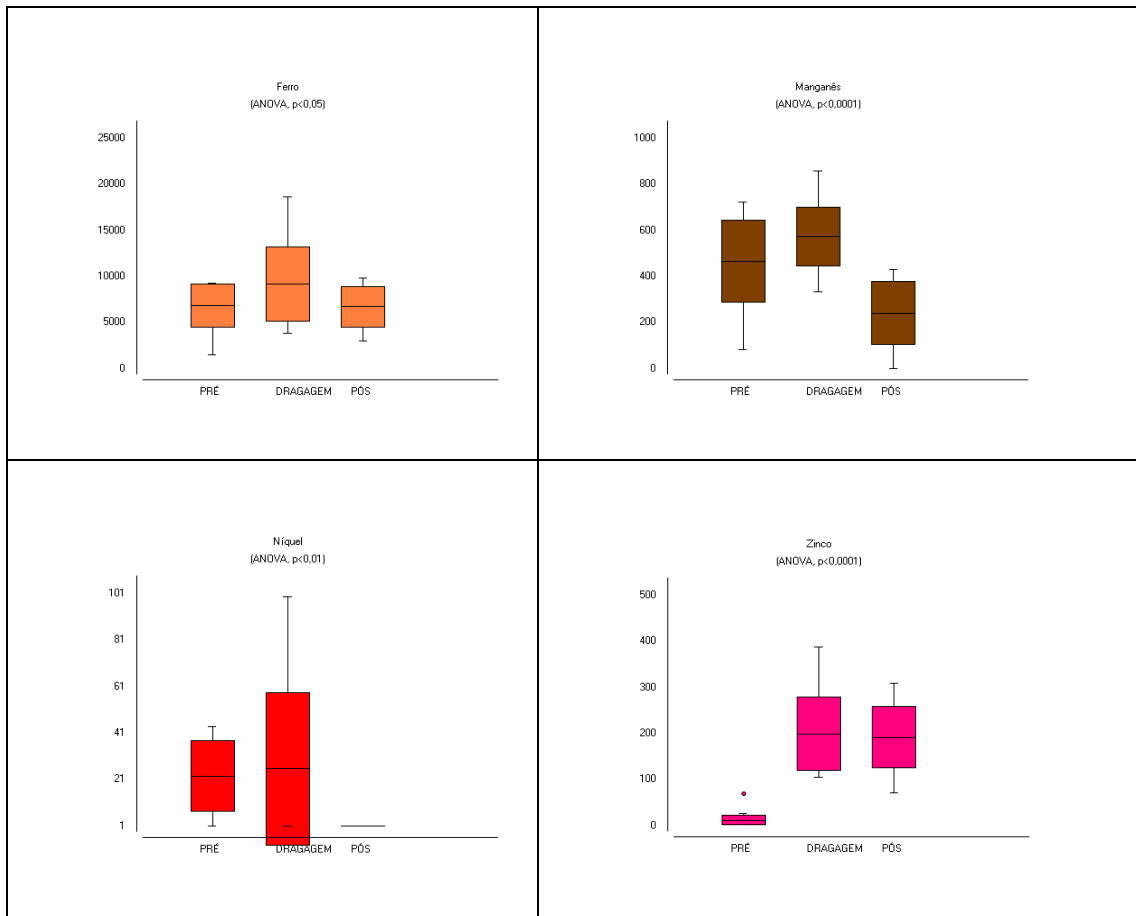 Ferro
(ANOVA, p<0,05)
25000
20000
15000
10000
5000
0
PRÉ DRAGAGEM PÓS
Manganês
(ANOVA, p<0,0001)
1000
800
600
400
200
0
PRÉ DRAGAGEM PÓS
Níquel
(ANOVA, p<0,01)
101
81
61
41
21
1
PRÉ DRAGAGEM PÓS
Zinco
(ANOVA, p<0,0001)
500
400
300
200
100
0
PRÉ DRAGAGEM PÓS